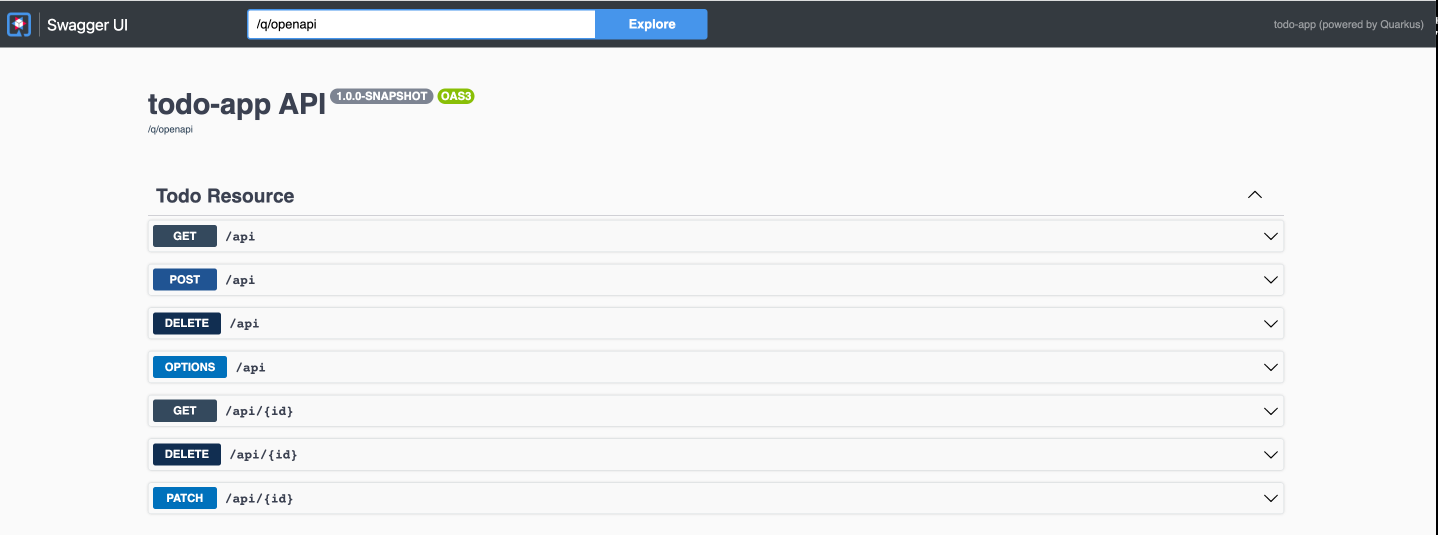 Swagger UI /q/openapi Explore todo-app (powered by Quarkus)
todo-app API 1.0.0-SNAPSHOT OAS3
/q/openapi
Todo Resource
GET /api
POST /api
DELETE /api
OPTIONS /api
GET /api/{id}
DELETE /api/{id}
PATCH /api/{id}